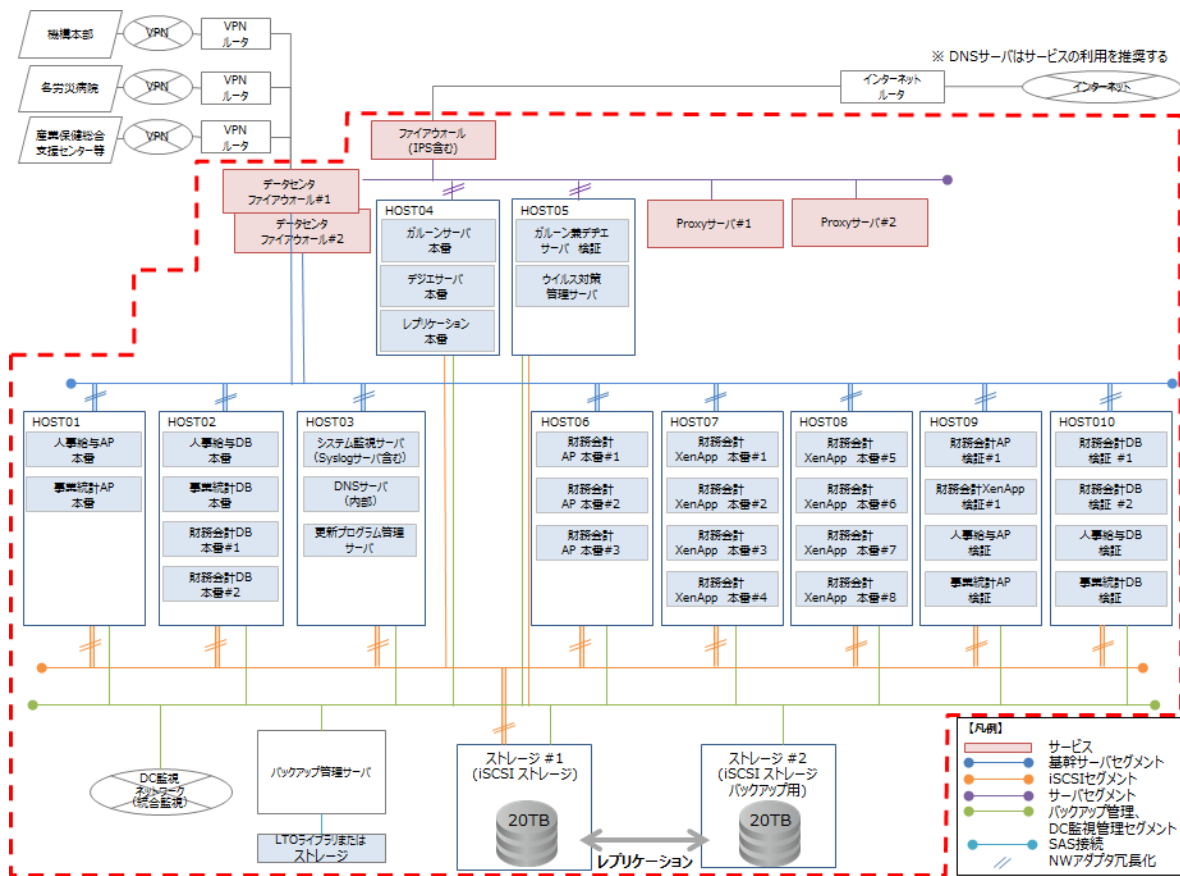 機構本部
VPN
VPN
ルータ
※ DNSサーバはサービスの利用を推奨する
各労災病院
VPN
VPN
ルータ
インターネット
ルータ
インターネット
産業保健総合
支援センター等
VPN
VPN
ルータ
ファイアウォール
(IPS含む)
データセンタ
ファイアウォール#1
データセンタ
ファイアウォール#2
HOST04
ガルーンサーバ
本番
デジエサーバ
本番
レプリケーション
本番
HOST05
ガルーン兼デヂエ
サーバ 検証
ウイルス対策
管理サーバ
Proxyサーバ#1
Proxyサーバ#2
HOST01
人事給与AP
本番
事業統計AP
本番
HOST02
人事給与DB
本番
事業統計DB
本番
財務会計DB
本番#1
財務会計DB
本番#2
HOST03
システム監視サーバ
(Syslogサーバ含む)
DNSサーバ
(内部)
更新プログラム管理
サーバ
HOST06
財務会計
AP 本番#1
財務会計
AP 本番#2
財務会計
AP 本番#3
HOST07
財務会計
XenApp 本番#1
財務会計
XenApp 本番#2
財務会計
XenApp 本番#3
財務会計
XenApp 本番#4
HOST08
財務会計
XenApp 本番#5
財務会計
XenApp 本番#6
財務会計
XenApp 本番#7
財務会計
XenApp 本番#8
HOST09
財務会計AP
検証#1
財務会計XenApp
検証#1
人事給与AP
検証
事業統計AP
検証
HOST010
財務会計DB
検証 #1
財務会計DB
検証 #2
人事給与DB
検証
事業統計DB
検証
DC監視
ネットワーク
(統合監視)
バックアップ管理サーバ
LTOライブラリまたは
ストレージ
ストレージ #1
(iSCSI ストレージ)
20TB
レプリケーション
ストレージ #2
(iSCSI ストレージ
バックアップ用)
20TB
【凡例】
サービス
基幹サーバセグメント
iSCSIセグメント
サーバセグメント
バックアップ管理、
DC監視管理セグメント
SAS接続
NWアダプタ冗長化